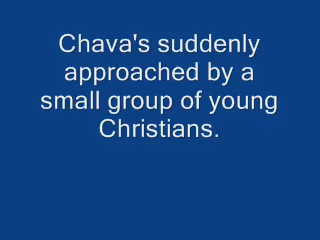 Chava's suddenly
approached by a
small group of young
Christians.